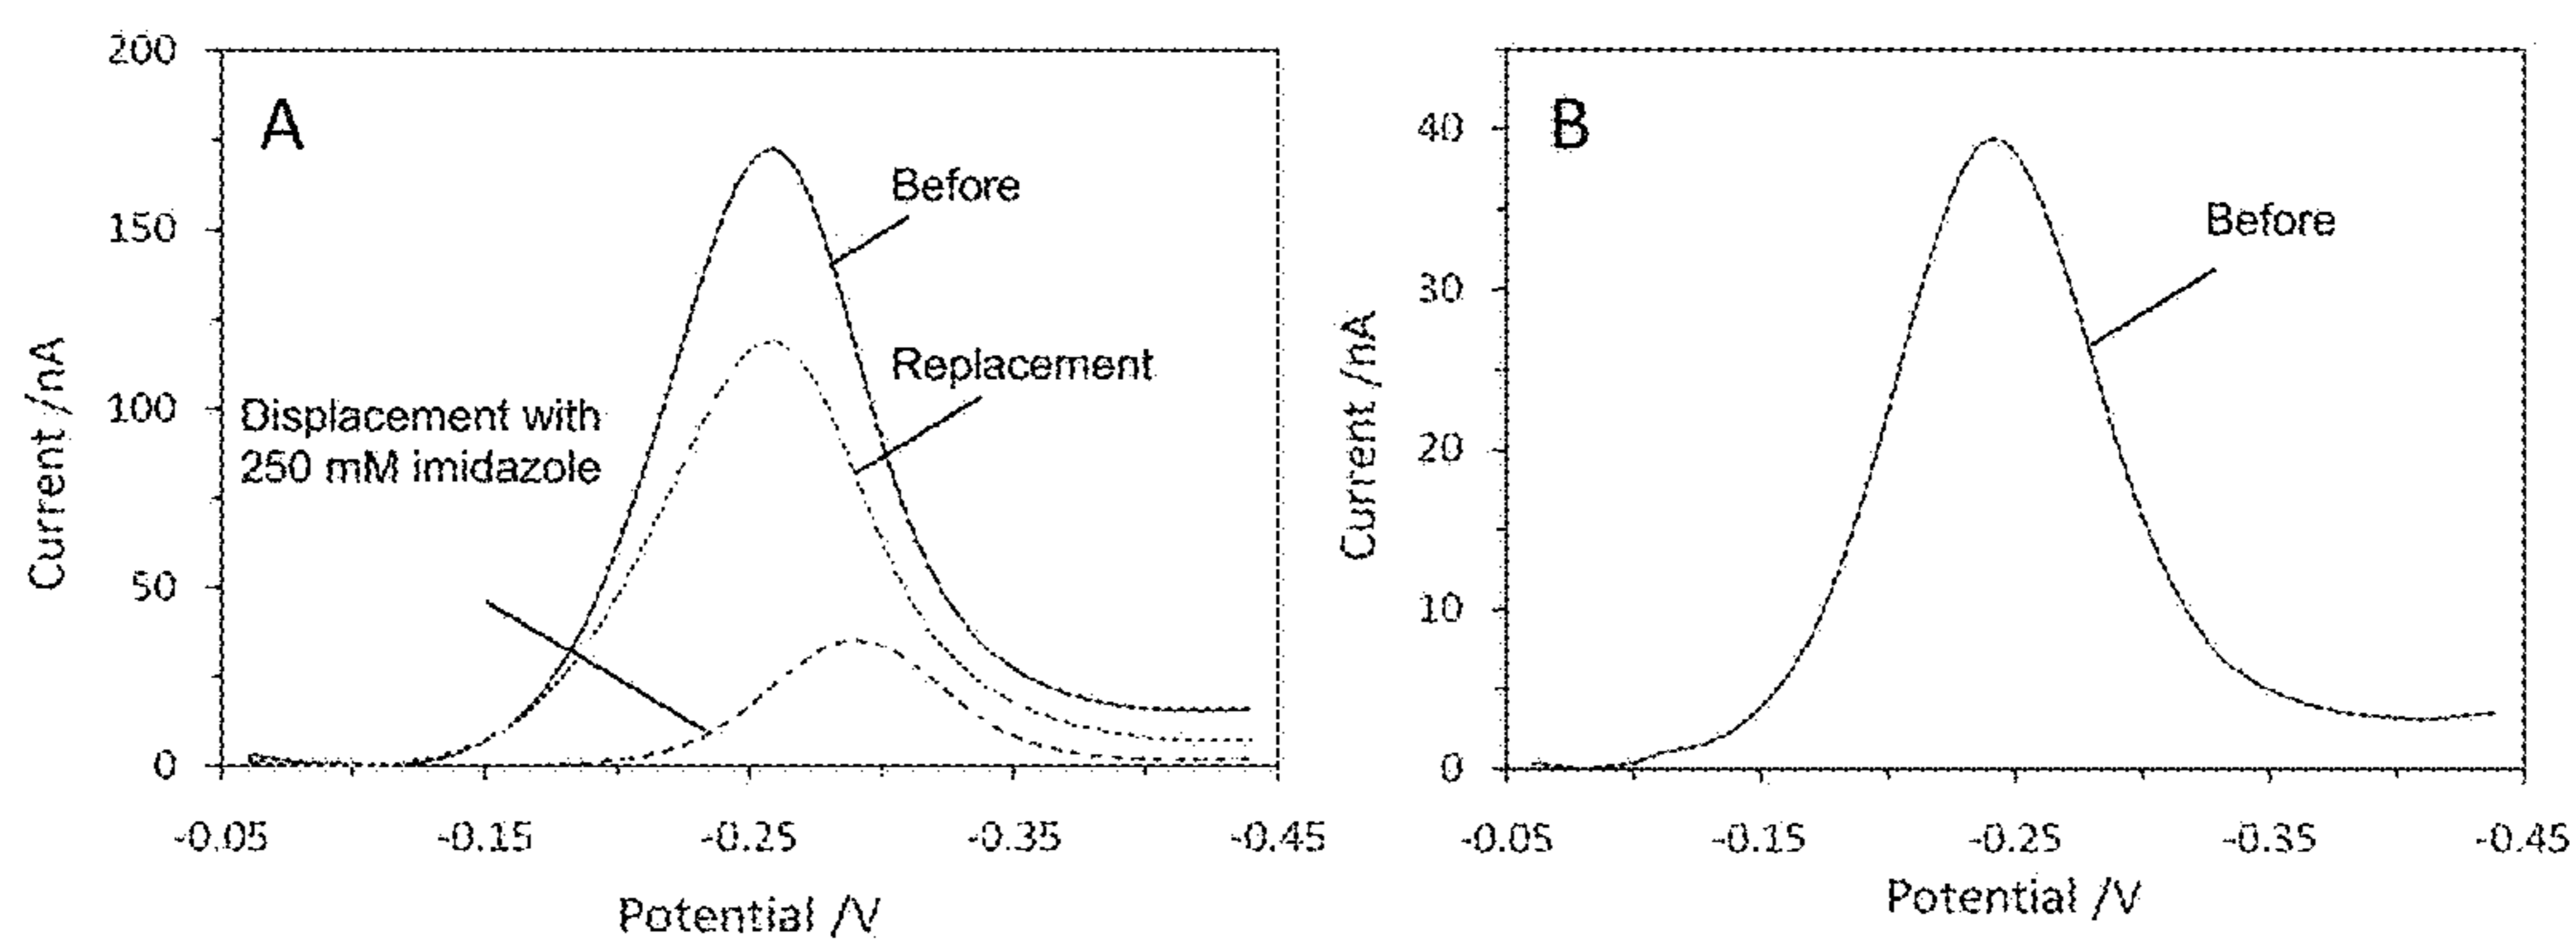 A
200
150
100
50
0
Current /nA
Before
Replacement
Displacement with
250 mM imidazole
-0.05 -0.15 -0.25 -0.35 -0.45
Potential /V
B
40
30
20
10
0
Current /nA
Before
-0.05 -0.15 -0.25 -0.35 -0.45
Potential /V